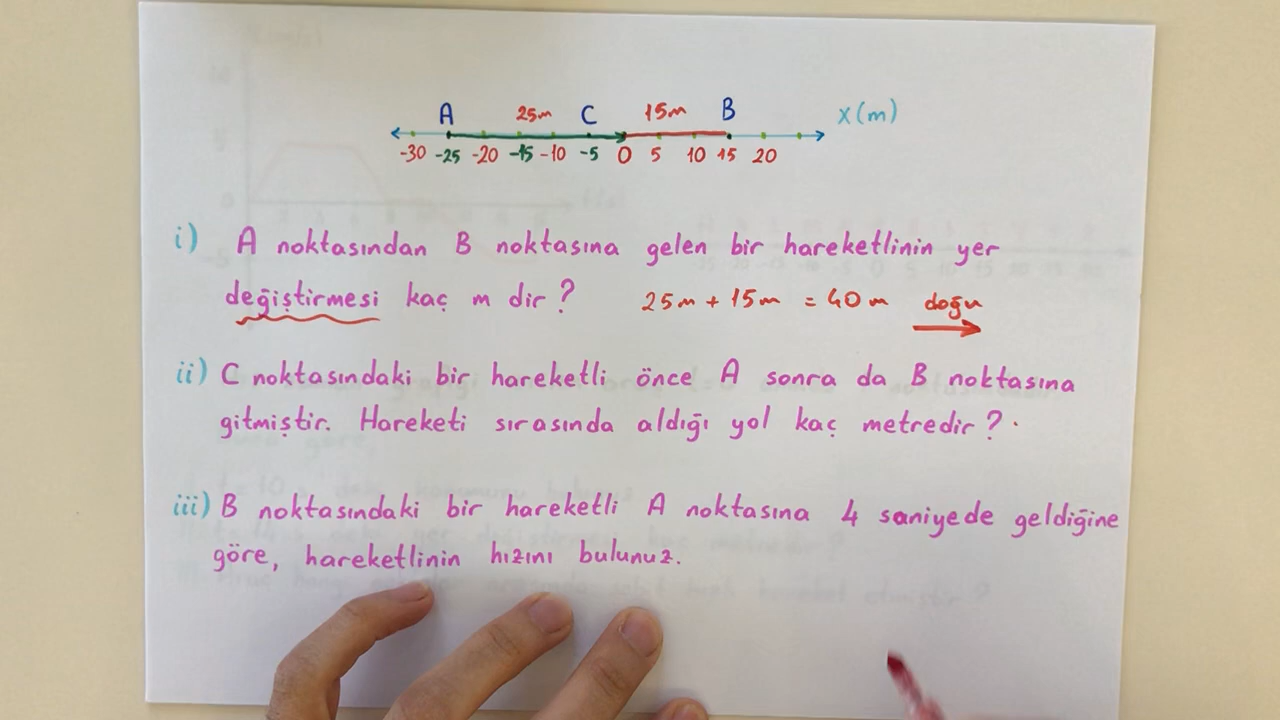 A 25m C 15m B x(m)
-30 -25 -20 -15 -10 -5 0 5 10 15 20
i) A noktasından B noktasına gelen bir hareketlinin yer
değiştirmesi kaç m dir? 25m + 15m = 40m doğu
ii) C noktasındaki bir hareketli önce A sonra da B noktasına
gitmiştir. Hareketi sırasında aldığı yol kaç metredir?
iii) B noktasındaki bir hareketli A noktasına 4 saniyede geldiğine
göre, hareketlinin hızını bulunuz.